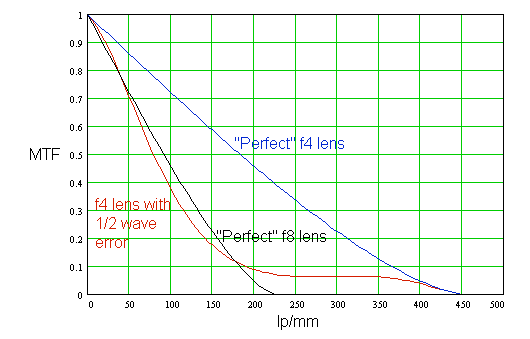 1
0.9
0.8
0.7
0.6
0.5
0.4
0.3
0.2
0.1
0
MTF
"Perfect" f4 lens
f4 lens with
1/2 wave
error
"Perfect" f8 lens
0 50 100 150 200 250 300 350 400 450 500
lp/mm